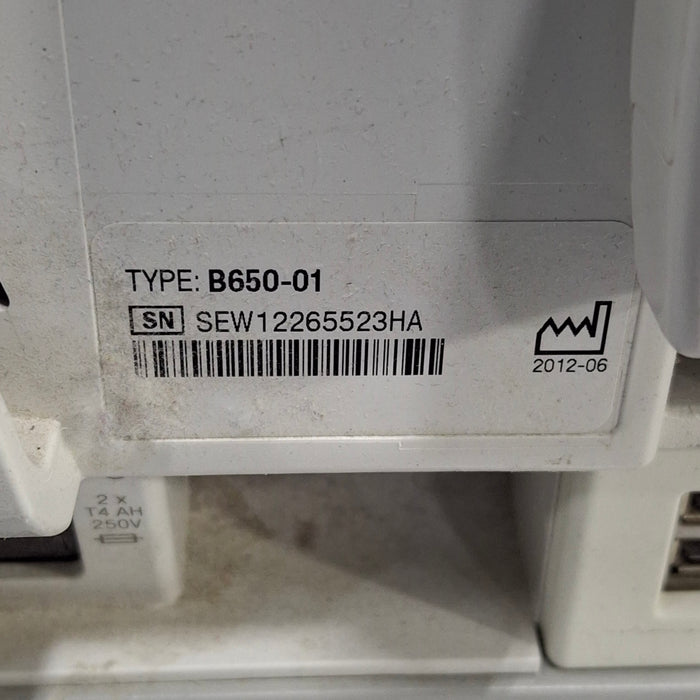 TYPE: B650-01
SN SEW12265523HA
2012-06
2 x
T4 AH
250V